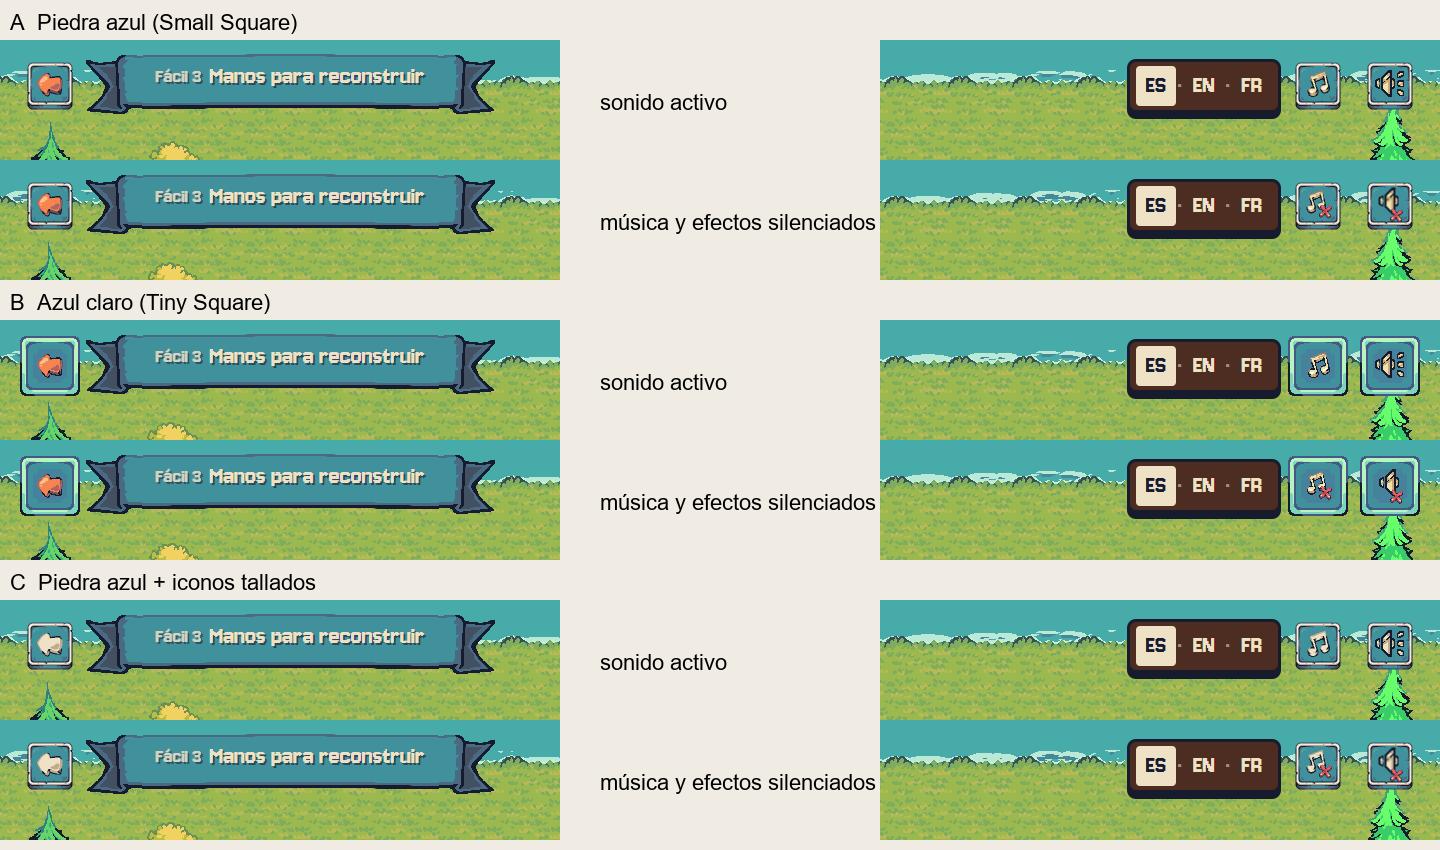 A Piedra azul (Small Square)
Fácil 3 Manos para reconstruir
sonido activo
ES · EN · FR
Fácil 3 Manos para reconstruir
música y efectos silenciados
ES · EN · FR
B Azul claro (Tiny Square)
Fácil 3 Manos para reconstruir
sonido activo
ES · EN · FR
Fácil 3 Manos para reconstruir
música y efectos silenciados
ES · EN · FR
C Piedra azul + iconos tallados
Fácil 3 Manos para reconstruir
sonido activo
ES · EN · FR
Fácil 3 Manos para reconstruir
música y efectos silenciados
ES · EN · FR